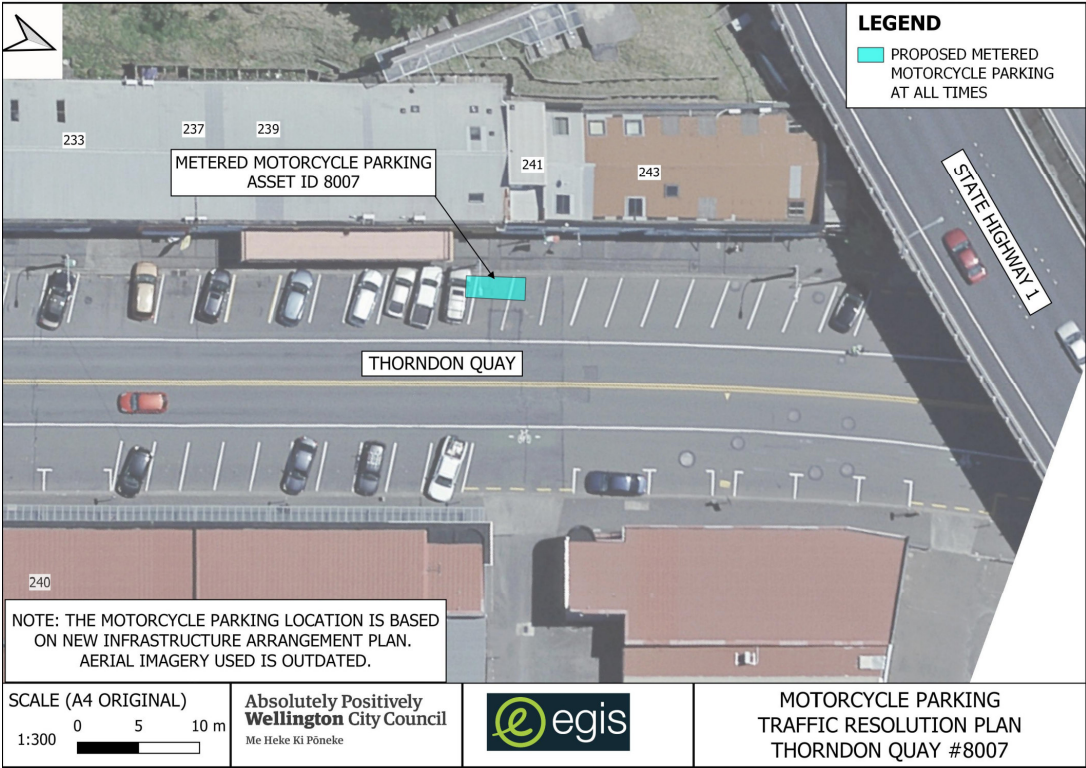 LEGEND
PROPOSED METERED
MOTORCYCLE PARKING
AT ALL TIMES
233
237
239
241
243
METERED MOTORCYCLE PARKING
ASSET ID 8007
STATE HIGHWAY 1
THORNDON QUAY
240
NOTE: THE MOTORCYCLE PARKING LOCATION IS BASED
ON NEW INFRASTRUCTURE ARRANGEMENT PLAN.
AERIAL IMAGERY USED IS OUTDATED.
SCALE (A4 ORIGINAL)
1:300
0 5 10 m
Absolutely Positively
Wellington City Council
Me Heke Ki Pōneke
e egis
MOTORCYCLE PARKING
TRAFFIC RESOLUTION PLAN
THORNDON QUAY #8007